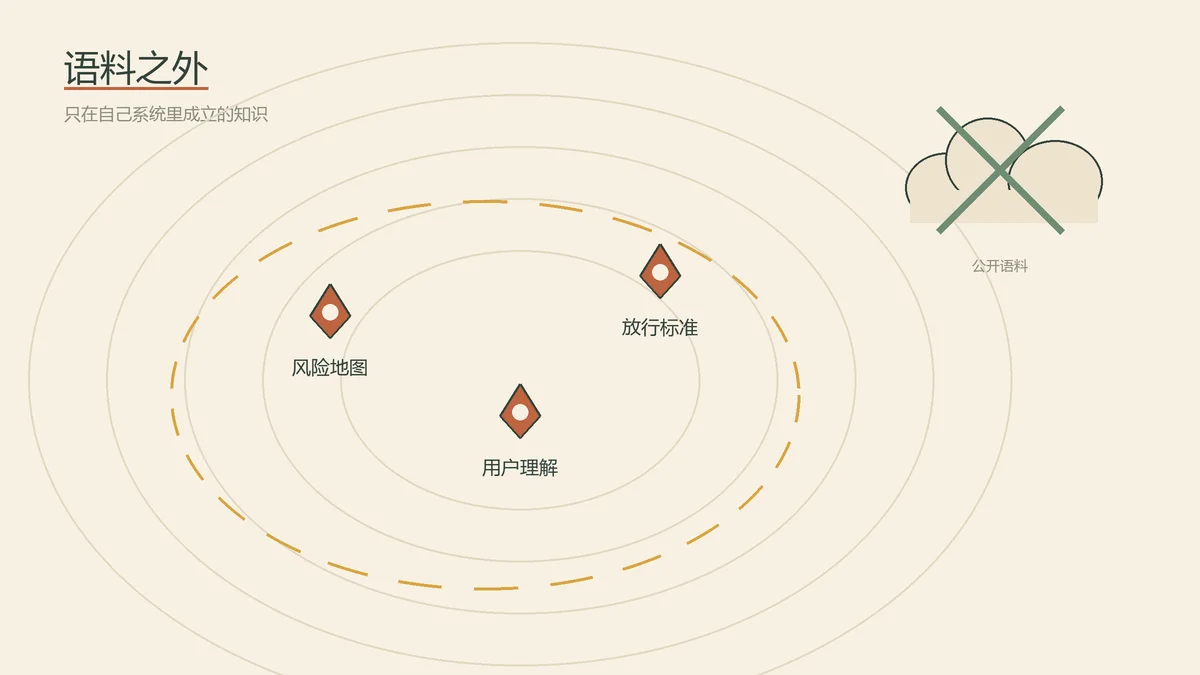 语料之外
只在自己系统里成立的知识
公开语料
放行标准
风险地图
用户理解